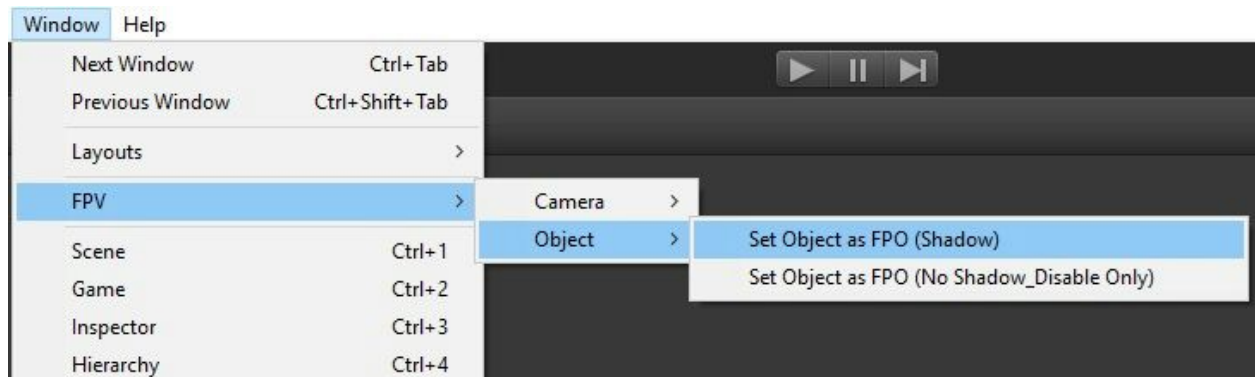 Window Help
Next Window Ctrl+Tab
Previous Window Ctrl+Shift+Tab
Layouts >
FPV >
Scene Ctrl+1
Game Ctrl+2
Inspector Ctrl+3
Hierarchy Ctrl+4
Camera >
Object >
Set Object as FPO (Shadow)
Set Object as FPO (No Shadow_Disable Only)